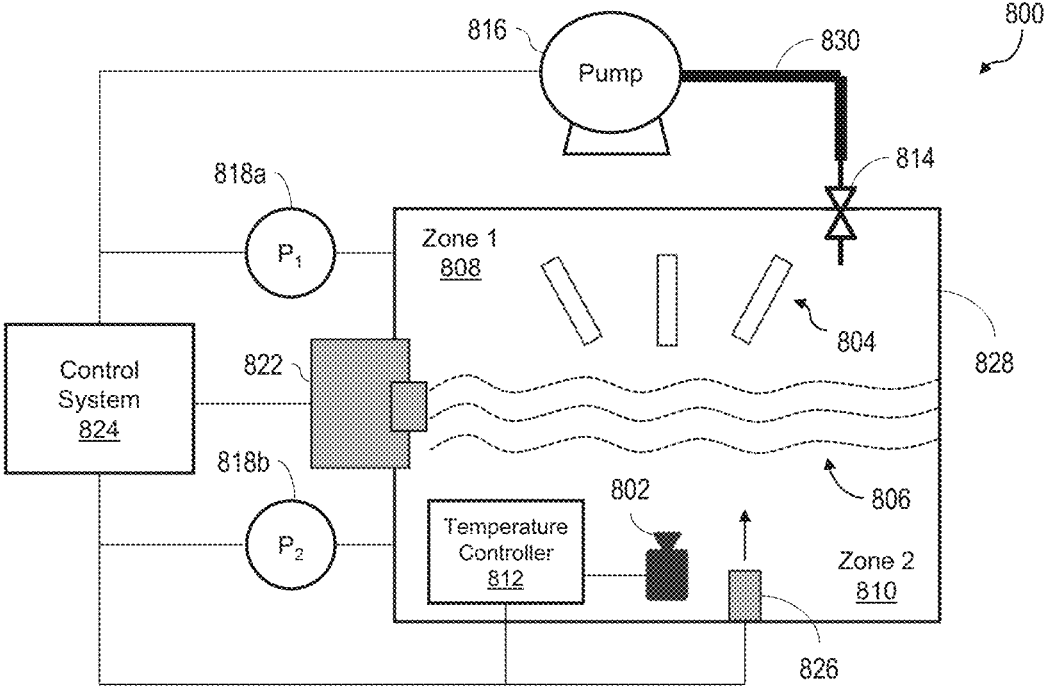 800
816
830
Pump
814
818a
P1
Zone 1
808
804
828
822
Control
System
824
806
818b
P2
802
Temperature
Controller
812
Zone 2
810
826